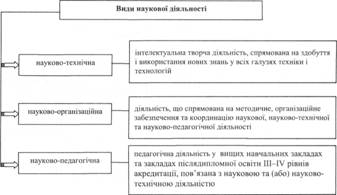 Види наукової діяльності
науково-технічна
інтелектуальна творча діяльність, спрямована на здобуття
і використання нових знань у всіх галузях техніки і
технологій
науково-організаційна
діяльність, що спрямована на методичне, організаційне
забезпечення та координацію наукової, науково-технічної
та науково-педагогічної діяльності
науково-педагогічна
педагогічна діяльність у вищих навчальних закладах
та закладах післядипломної освіти III–IV рівнів
акредитації, пов’язана з науковою та (або) науково-
технічною діяльністю